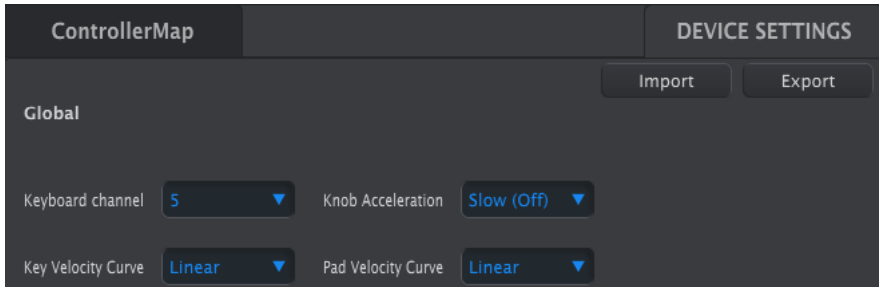 ControllerMap DEVICE SETTINGS
Import Export
Global
Keyboard channel 5 Knob Acceleration Slow (Off)
Key Velocity Curve Linear Pad Velocity Curve Linear